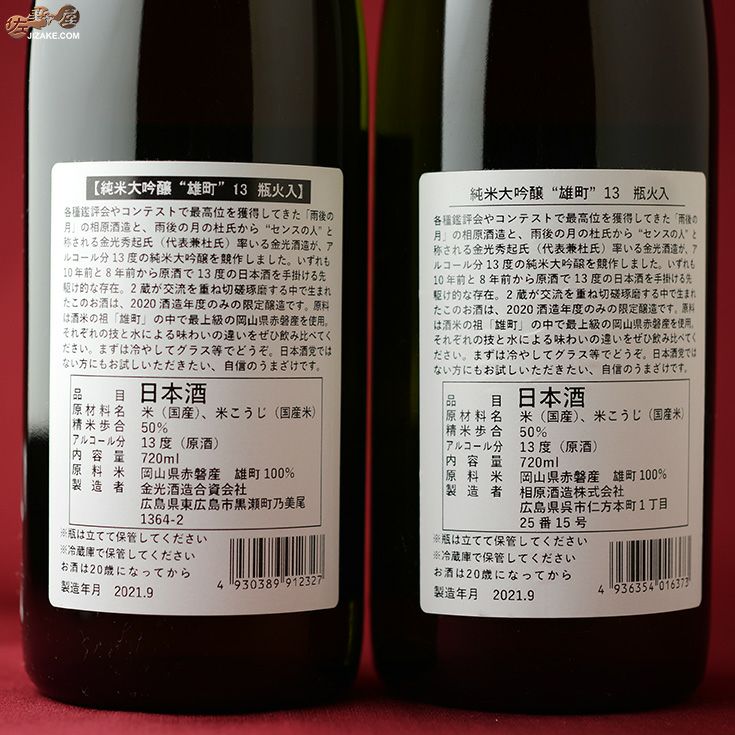 佐野屋
JIZAKE.COM
【純米大吟醸 “雄町” 13 瓶火入】
各種鑑評会やコンテストで最高位を獲得してきた「雨後の
月」の相原酒造と、雨後の月の杜氏から “センスの人” と
称される金光秀起氏（代表兼杜氏）率いる金光酒造が、ア
ルコール分 13 度の純米大吟醸を競作しました。いずれも
10 年前と 8 年前から原酒で 13 度の日本酒を手掛ける先
駆け的な存在。2 蔵が交流を重ね切磋琢磨する中で生まれ
たこのお酒は、2020 酒造年度のみの限定醸造です。原料
は酒米の祖「雄町」の中で最上級の岡山県赤磐産を使用。
それぞれの技と水による味わいの違いをぜひ飲み比べてく
ださい。まずは冷やしてグラス等でどうぞ。日本酒党では
ない方にもお試しいただきたい、自信のうまざけです。
品目 日本酒
原材料名 米（国産）、米こうじ（国産米）
精米歩合 50%
アルコール分 13 度（原酒）
内容量 720ml
原料米 岡山県赤磐産 雄町 100%
製造者 金光酒造合資会社
広島県東広島市黒瀬町乃美尾
1364-2
※瓶は立てて保管してください
※冷蔵庫で保管してください
お酒は20歳になってから
製造年月 2021.9
4 930389 912327
純米大吟醸 “雄町” 13 瓶火入
各種鑑評会やコンテストで最高位を獲得してきた「雨後の
月」の相原酒造と、雨後の月の杜氏から “センスの人” と
称される金光秀起氏（代表兼杜氏）率いる金光酒造が、ア
ルコール分 13 度の純米大吟醸を競作しました。いずれも
10 年前と 8 年前から原酒で 13 度の日本酒を手掛ける先
駆け的な存在。2 蔵が交流を重ね切磋琢磨する中で生まれ
たこのお酒は、2020 酒造年度のみの限定醸造です。原料
は酒米の祖「雄町」の中で最上級の岡山県赤磐産を使用。
それぞれの技と水による味わいの違いをぜひ飲み比べてく
ださい。まずは冷やしてグラス等でどうぞ。日本酒党では
ない方にもお試しいただきたい、自信のうまざけです。
品目 日本酒
原材料名 米（国産）、米こうじ（国産米）
精米歩合 50%
アルコール分 13 度（原酒）
内容量 720ml
原料米 岡山県赤磐産 雄町 100%
製造者 相原酒造株式会社
広島県呉市仁方本町 1 丁目
25 番 15 号
※瓶は立てて保管してください
※冷蔵庫で保管してください
お酒は20歳になってから
製造年月 2021.9
4 936354 016373